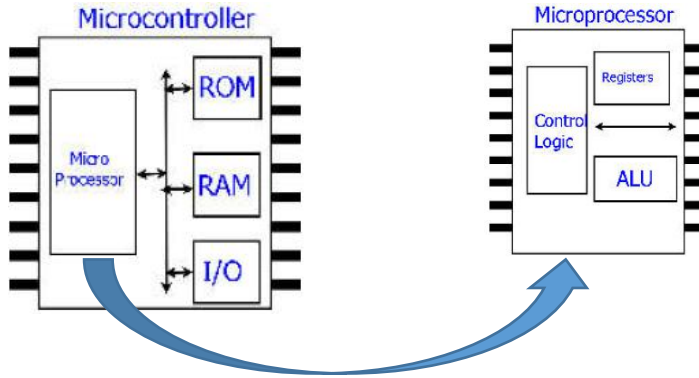 Microcontroller
Micro
Processor
ROM
RAM
I/O
Microprocessor
Control
Logic
Registers
ALU